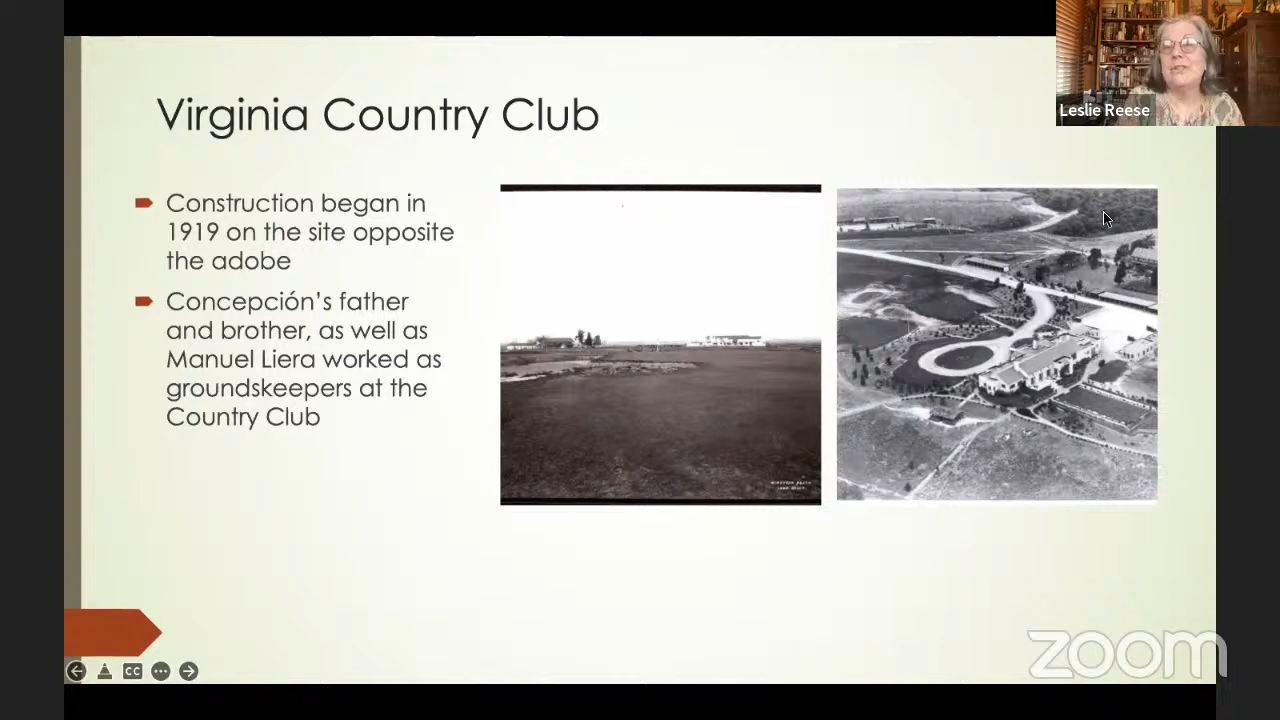 Leslie Reese
Virginia Country Club
Construction began in
1919 on the site opposite
the adobe
Concepción’s father
and brother, as well as
Manuel Liera worked as
groundskeepers at the
Country Club
CC
zoom